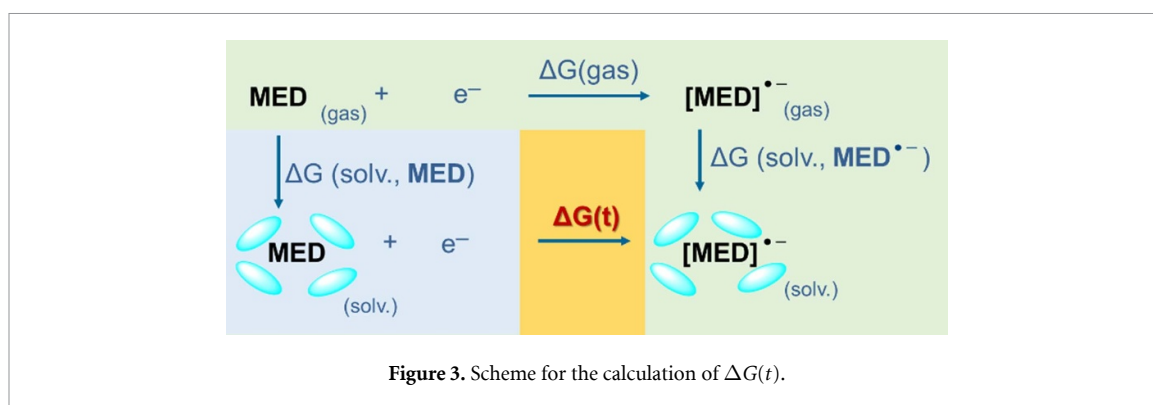 ΔG(gas)
MED (gas) + e⁻ [MED]•⁻ (gas)
ΔG (solv., MED) ΔG (solv., MED•⁻)
ΔG(t)
MED + e⁻ [MED]•⁻
(solv.) (solv.)
Figure 3. Scheme for the calculation of ΔG(t).